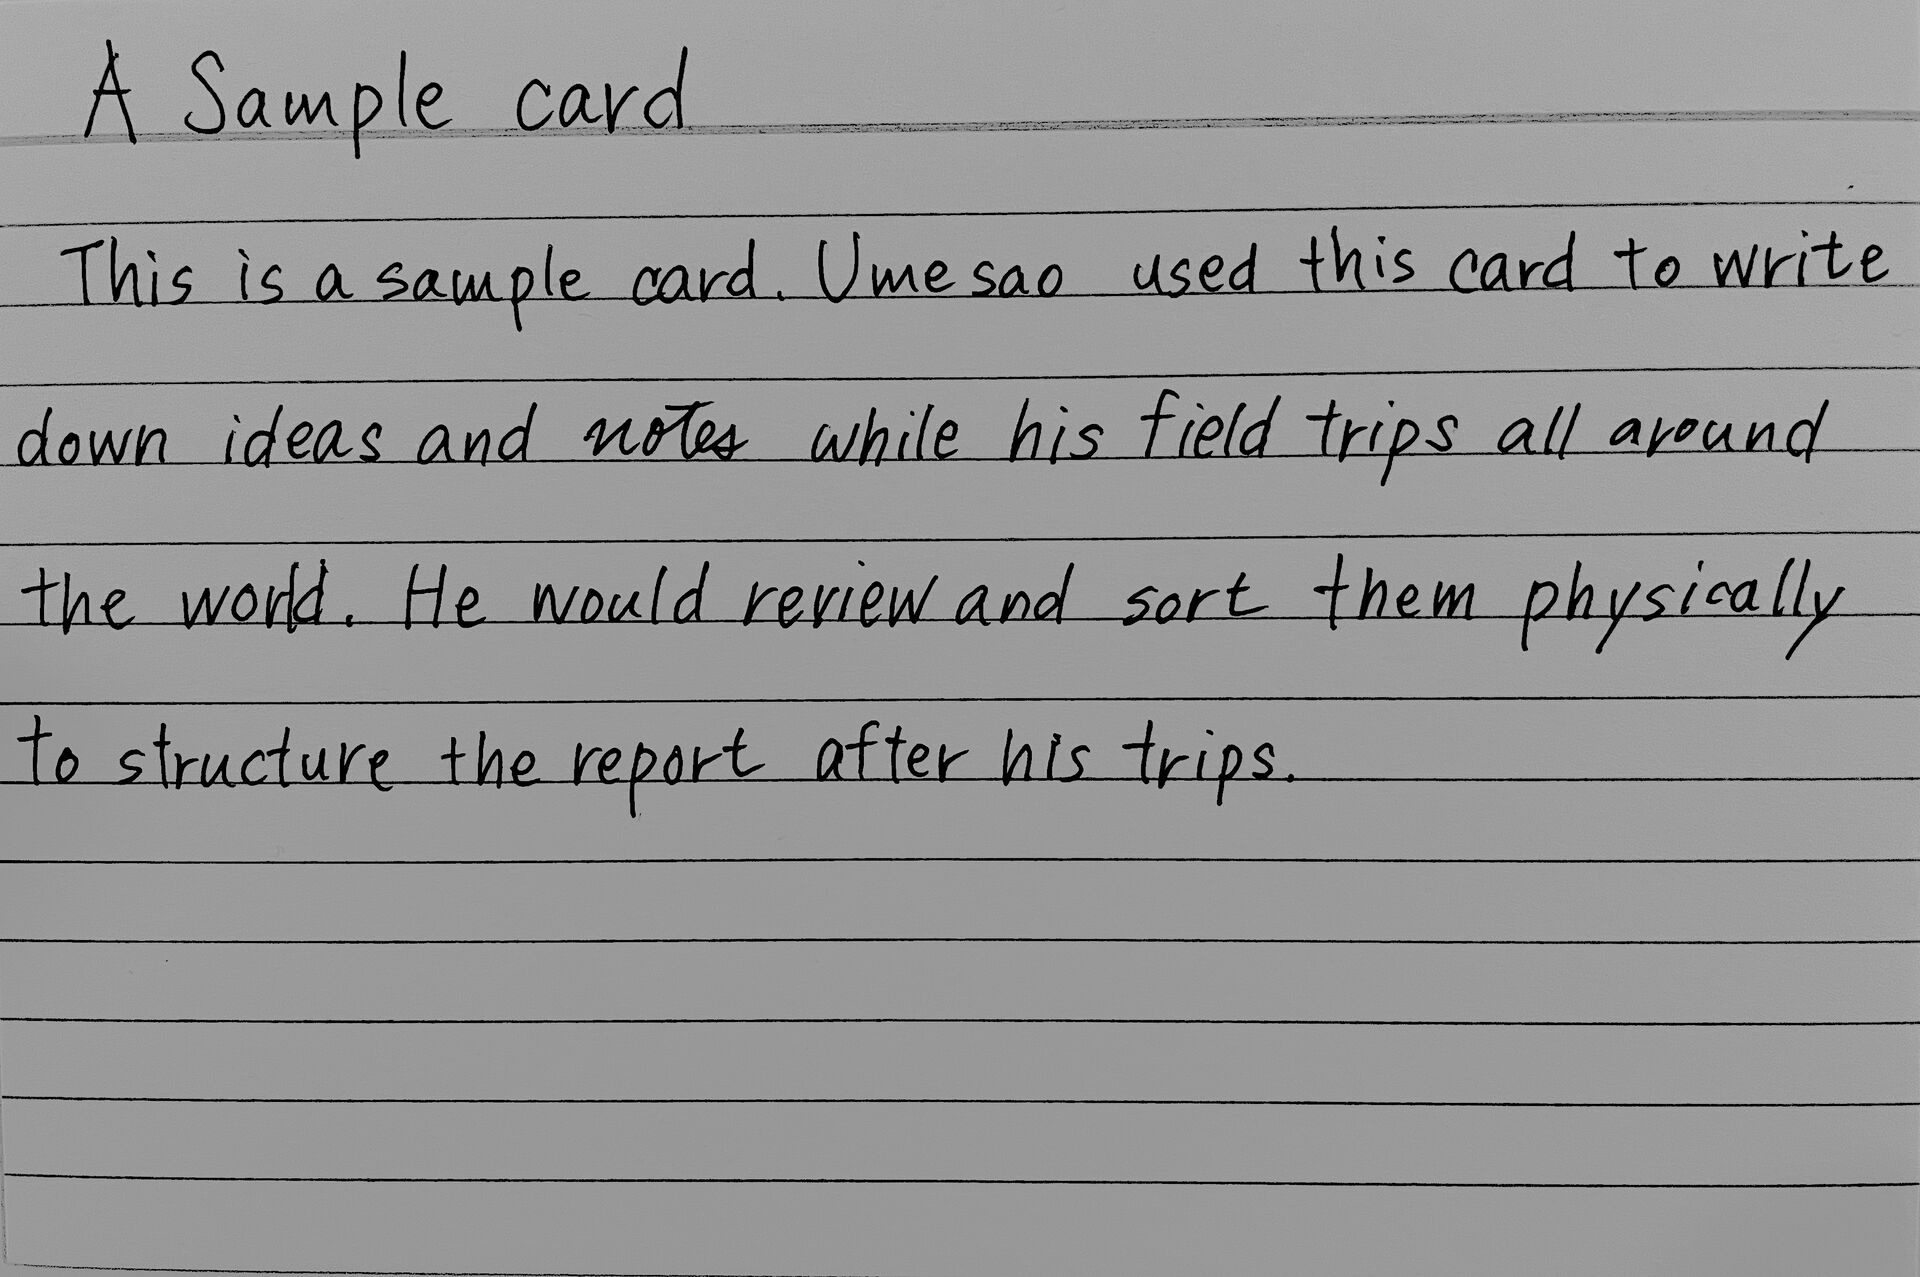 A Sample card
This is a sample card. Umesao used this card to write
down ideas and notes while his field trips all around
the world. He would review and sort them physically
to structure the report after his trips.